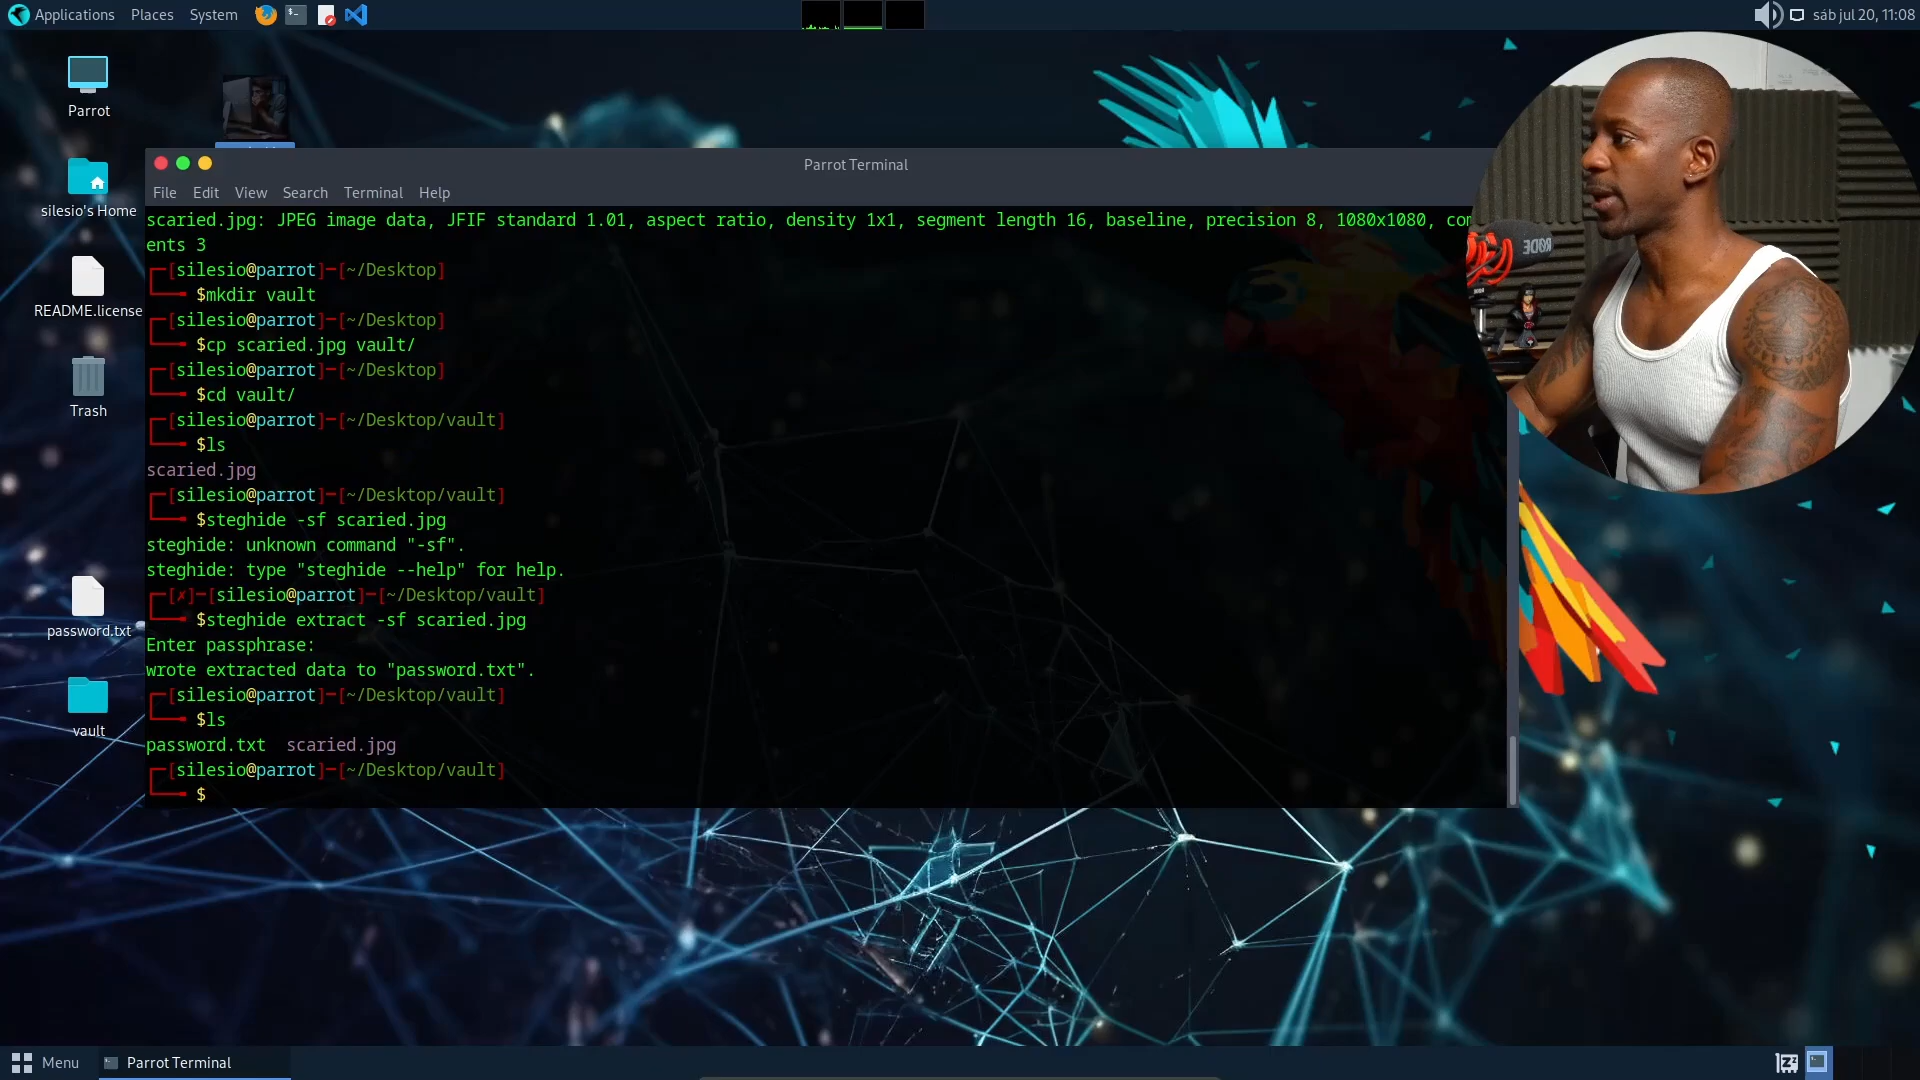 Applications Places System
sáb jul 20, 11:08
Parrot
silesio's Home
README.license
Trash
password.txt
vault
Parrot Terminal
File Edit View Search Terminal Help
scaried.jpg: JPEG image data, JFIF standard 1.01, aspect ratio, density 1x1, segment length 16, baseline, precision 8, 1080x1080, com
ents 3
[silesio@parrot]─[~/Desktop]
$mkdir vault
[silesio@parrot]─[~/Desktop]
$cp scaried.jpg vault/
[silesio@parrot]─[~/Desktop]
$cd vault/
[silesio@parrot]─[~/Desktop/vault]
$ls
scaried.jpg
[silesio@parrot]─[~/Desktop/vault]
$steghide -sf scaried.jpg
steghide: unknown command "-sf".
steghide: type "steghide --help" for help.
[✗]─[silesio@parrot]─[~/Desktop/vault]
$steghide extract -sf scaried.jpg
Enter passphrase:
wrote extracted data to "password.txt".
[silesio@parrot]─[~/Desktop/vault]
$ls
password.txt scaried.jpg
[silesio@parrot]─[~/Desktop/vault]
$
RØDE
Menu
Parrot Terminal